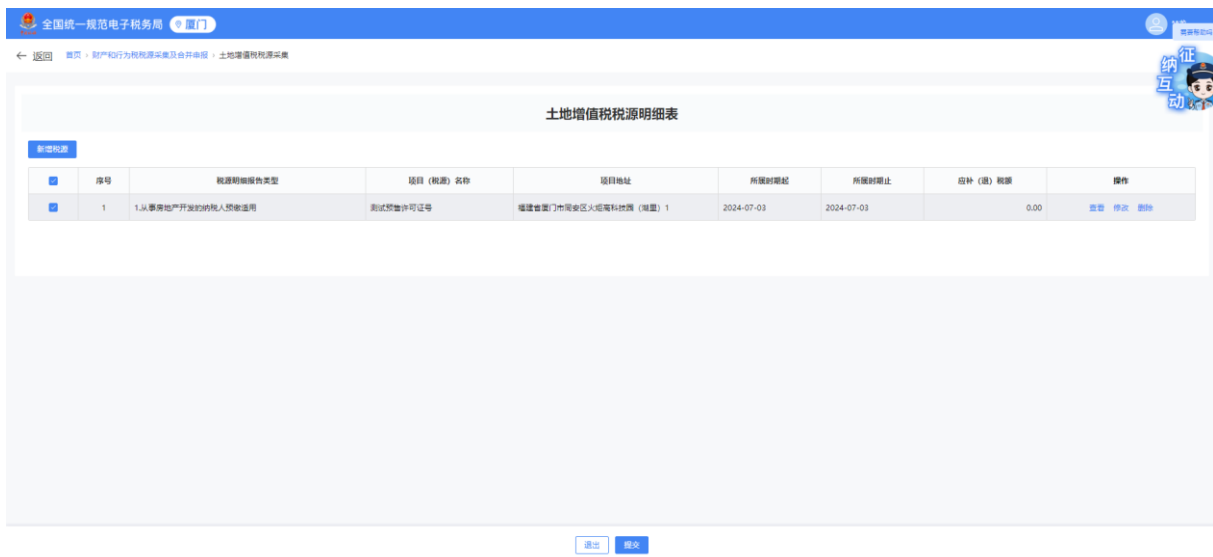 全国统一规范电子税务局 厦门
需要帮助吗
← 返回 首页 › 财产和行为税税源采集及合并申报 › 土地增值税税源采集
征纳互动
土地增值税税源明细表
新增税源
序号 税源明细报告类型 项目（税源）名称 项目地址 所属时期起 所属时期止 应补（退）税额 操作
1 1.从事房地产开发的纳税人预缴适用 测试预售许可证号 福建省厦门市同安区火炬高科技园（湖里）1 2024-07-03 2024-07-03 0.00 查看 修改 删除
退出 提交